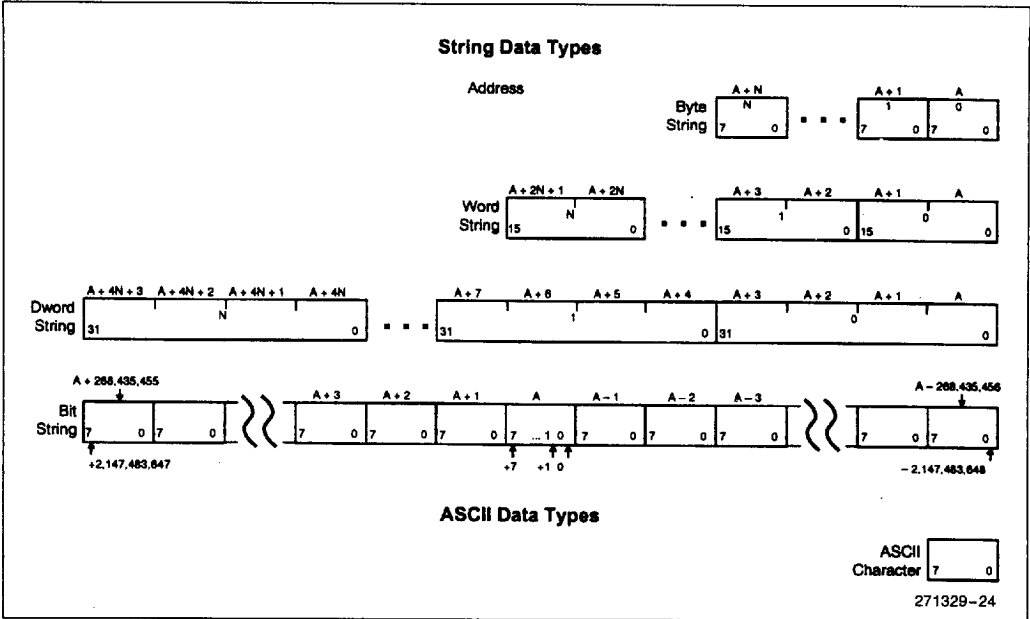 String Data Types
Address
A + N A + 1 A
Byte String N 1 0
7 0 ... 7 0 7 0
A + 2N + 1 A + 2N A + 3 A + 2 A + 1 A
Word String N 1 0
15 0 ... 15 0 15 0
A + 4N + 3 A + 4N + 2 A + 4N + 1 A + 4N A + 7 A + 6 A + 5 A + 4 A + 3 A + 2 A + 1 A
Dword String N 1 0
31 0 ... 31 0 31 0
A + 268,435,455 A + 3 A + 2 A + 1 A A − 1 A − 2 A − 3 A − 268,435,456
Bit String
7 0 7 0 7 0 7 0 7 0 7 ... 1 0 7 0 7 0 7 0 7 0 7 0
+2,147,483,647 +7 +1 0 − 2,147,483,648
ASCII Data Types
ASCII Character 7 0
271329–24